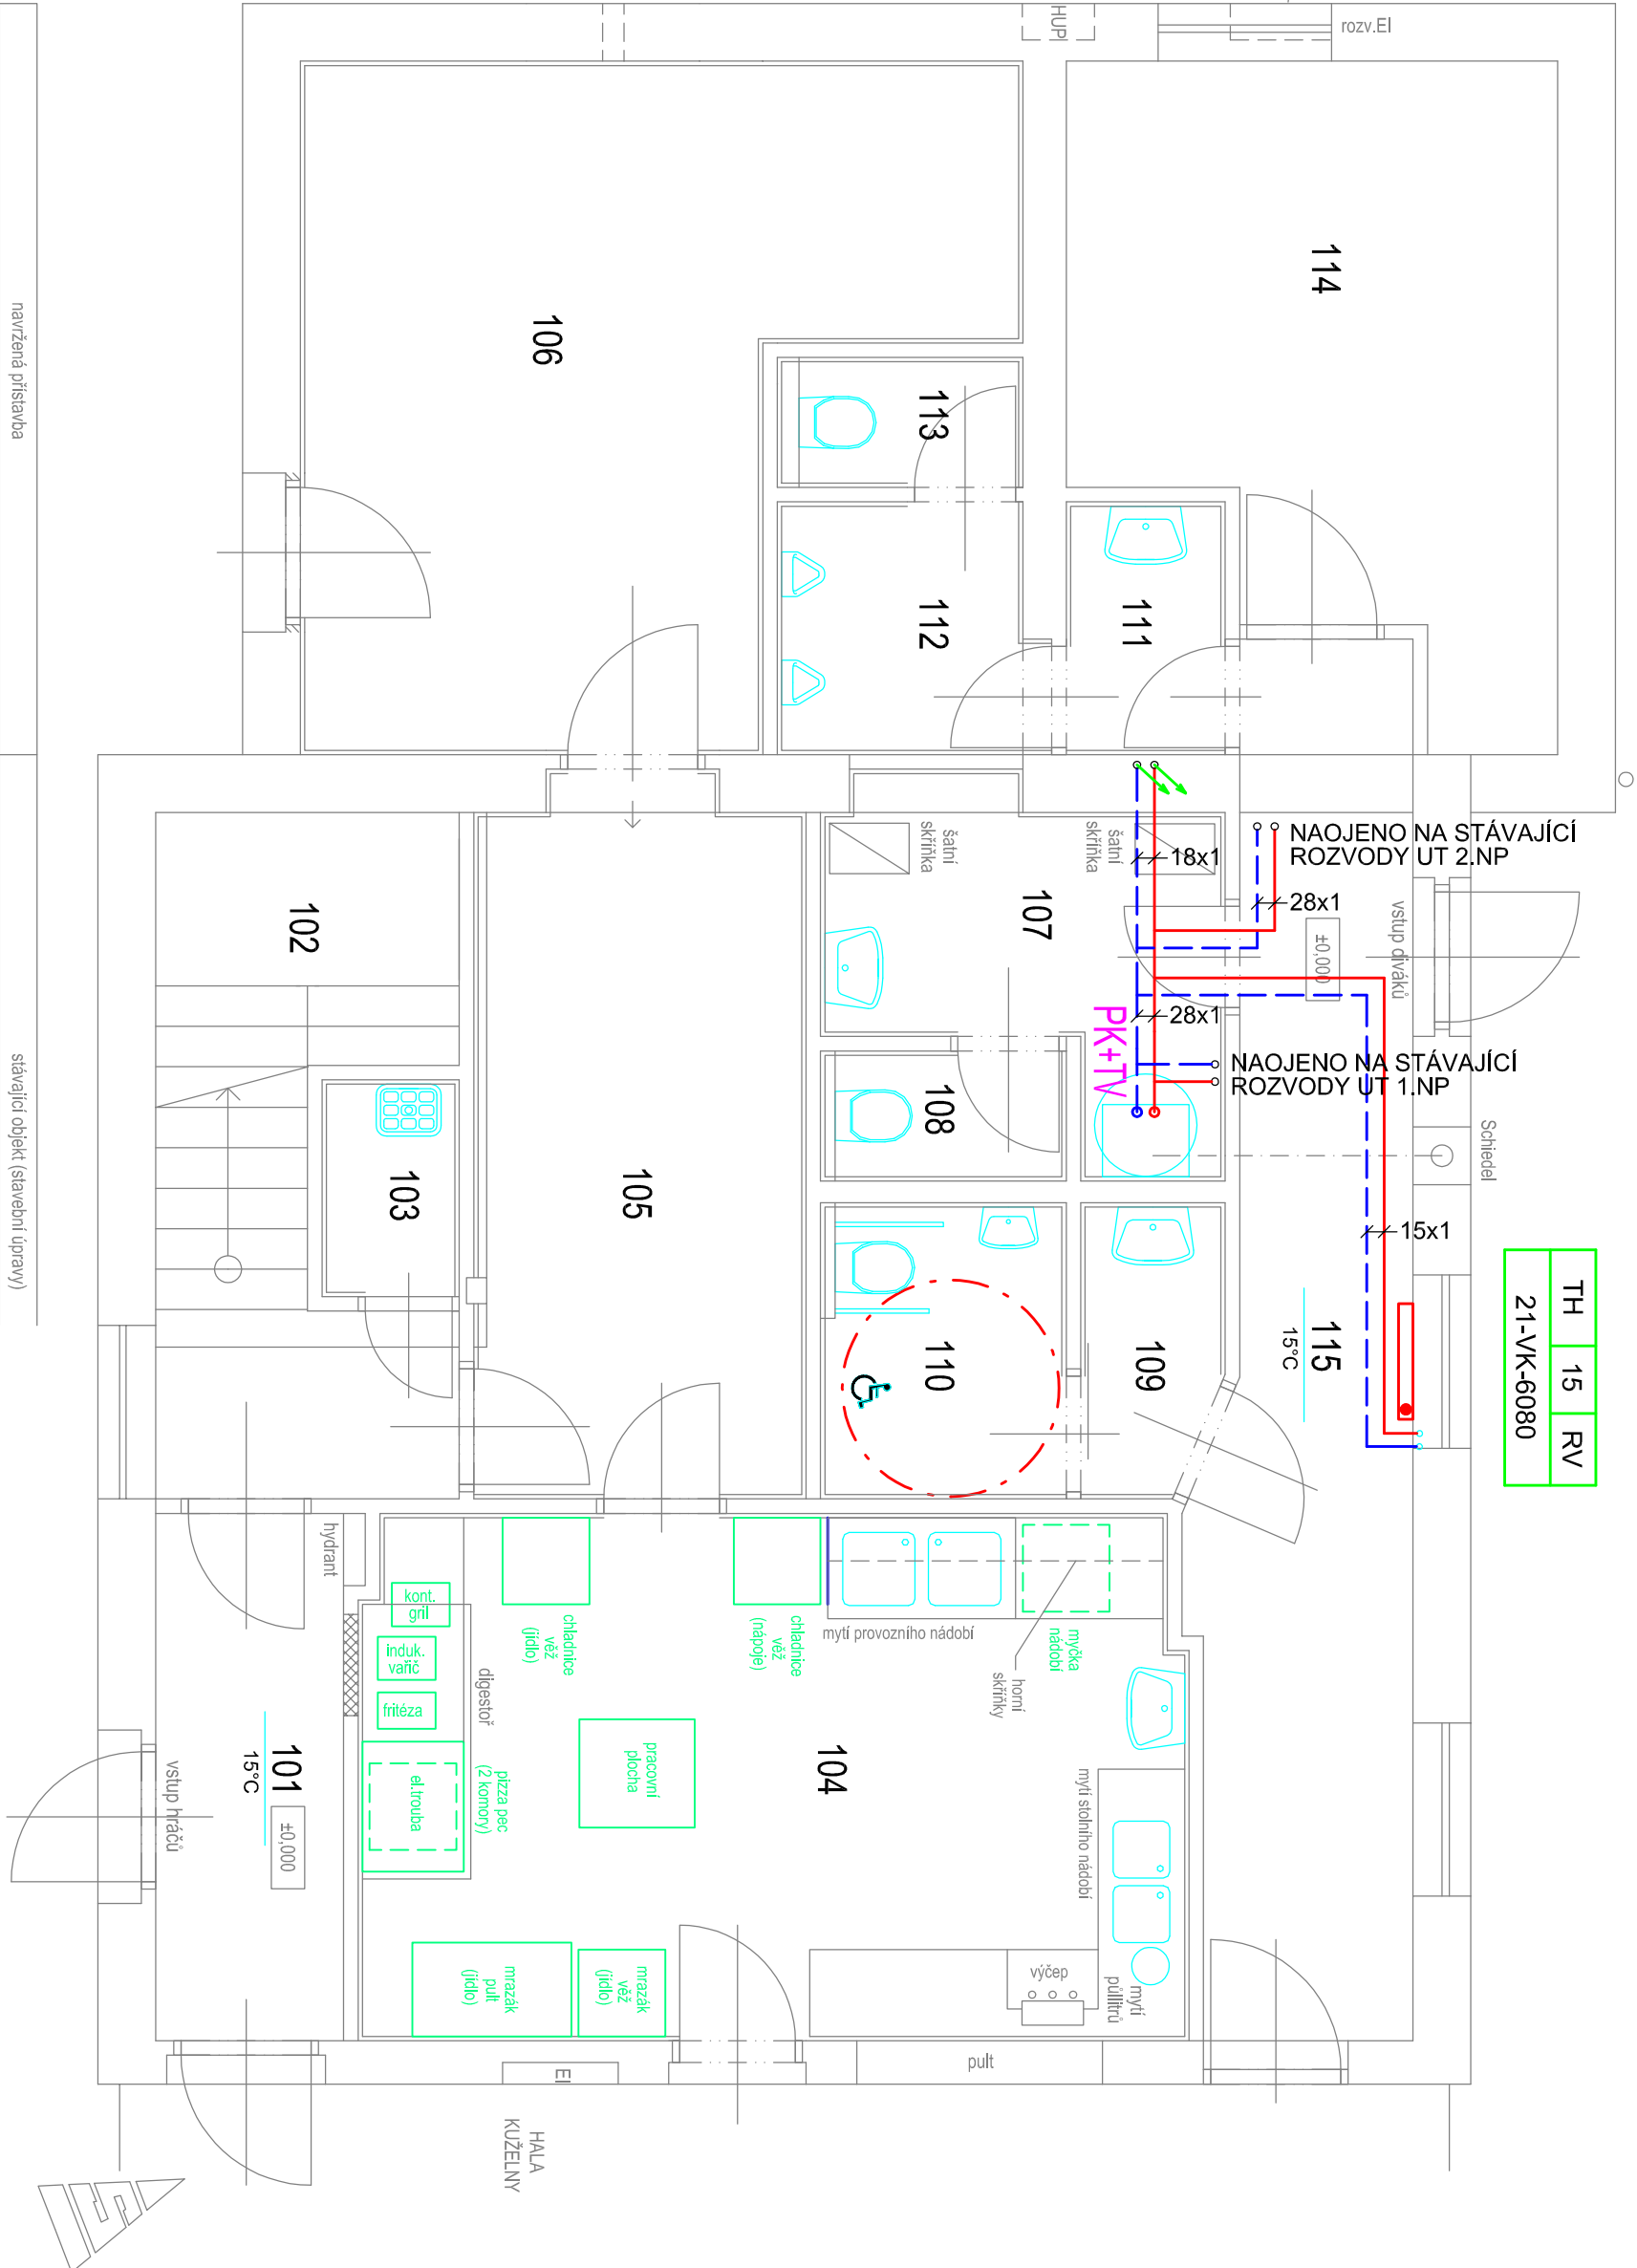 HUP
rozv.El
114
106
113
112
111
navržená přístavba
stávající objekt (stavební úpravy)
NAOJENO NA STÁVAJÍCÍ
ROZVODY UT 2.NP
18x1
28x1
šatní
skříňka
šatní
skříňka
107
102
±0,000
vstup diváků
28x1
PK+TV
NAOJENO NA STÁVAJÍCÍ
ROZVODY UT 1.NP
Schiedel
108
103
105
15x1
TH 15 RV
21-VK-6080
115
15°C
109
110
hydrant
kont.
gril
induk.
vařič
fritéza
digestoř
chladnice
věž
(jídlo)
chladnice
věž
(nápoje)
mytí provozního nádobí
myčka
nádobí
horní
skříňky
pizza pec
(2 komory)
el.trouba
pracovní
plocha
104
mytí stolního nádobí
101
15°C
±0,000
vstup hráčů
mrazák
pult
(jídlo)
mrazák
věž
(jídlo)
výčep
mytí
půllitrů
pult
El
HALA
KUŽELNY